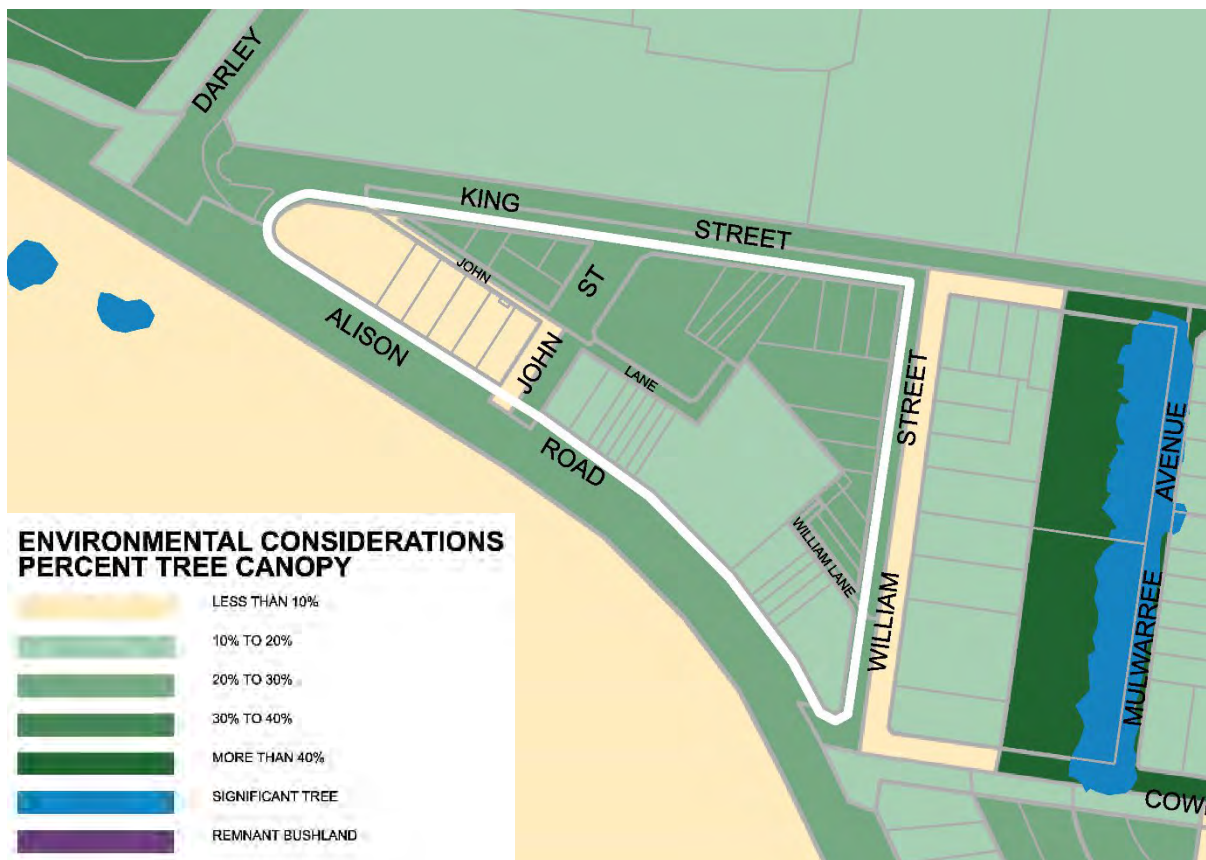 DARLEY
KING
STREET
JOHN
ST
ALISON
JOHN
LANE
ROAD
STREET
AVENUE
WILLIAM LANE
WILLIAM
MULWARREE
COW
ENVIRONMENTAL CONSIDERATIONS
PERCENT TREE CANOPY
LESS THAN 10%
10% TO 20%
20% TO 30%
30% TO 40%
MORE THAN 40%
SIGNIFICANT TREE
REMNANT BUSHLAND